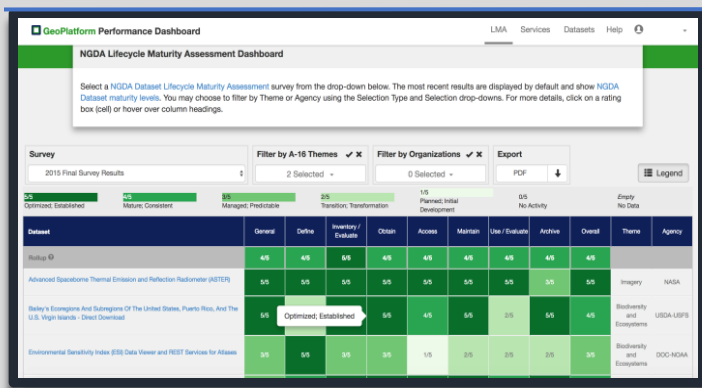 GeoPlatform Performance Dashboard
LMA Services Datasets Help
NGDA Lifecycle Maturity Assessment Dashboard
Select a NGDA Dataset Lifecycle Maturity Assessment survey from the drop-down below. The most recent results are displayed by default and show NGDA
Dataset maturity levels. You may choose to filter by Theme or Agency using the Selection Type and Selection drop-downs. For more details, click on a rating
box (cell) or hover over column headings.
Survey Filter by A-16 Themes Filter by Organizations Export
2015 Final Survey Results 2 Selected 0 Selected PDF Legend
5/5 4/5 3/5 2/5 1/5 0/5 Empty
Optimized; Established Mature; Consistent Managed; Predictable Transition; Transformation Planned; Initial No Activity No Data
Development
Dataset General Define Inventory / Evaluate Obtain Access Maintain Use / Evaluate Archive Overall Theme Agency
Rollup 4/5 4/5 5/5 4/5 4/5 4/5 4/5 4/5 4/5
Advanced Spaceborne Thermal Emission and Reflection Radiometer (ASTER) 5/5 5/5 5/5 5/5 5/5 5/5 5/5 3/5 5/5 Imagery NASA
Bailey's Ecoregions And Subregions Of The United States, Puerto Rico, And The
U.S. Virgin Islands - Direct Download 5/5 Optimized; Established 5/5 4/5 5/5 2/5 5/5 4/5 Biodiversity and Ecosystems USDA-USFS
Environmental Sensitivity Index (ESI) Data Viewer and REST Services for Atlases 3/5 5/5 3/5 3/5 1/5 2/5 2/5 2/5 3/5 Biodiversity and Ecosystems DOC-NOAA